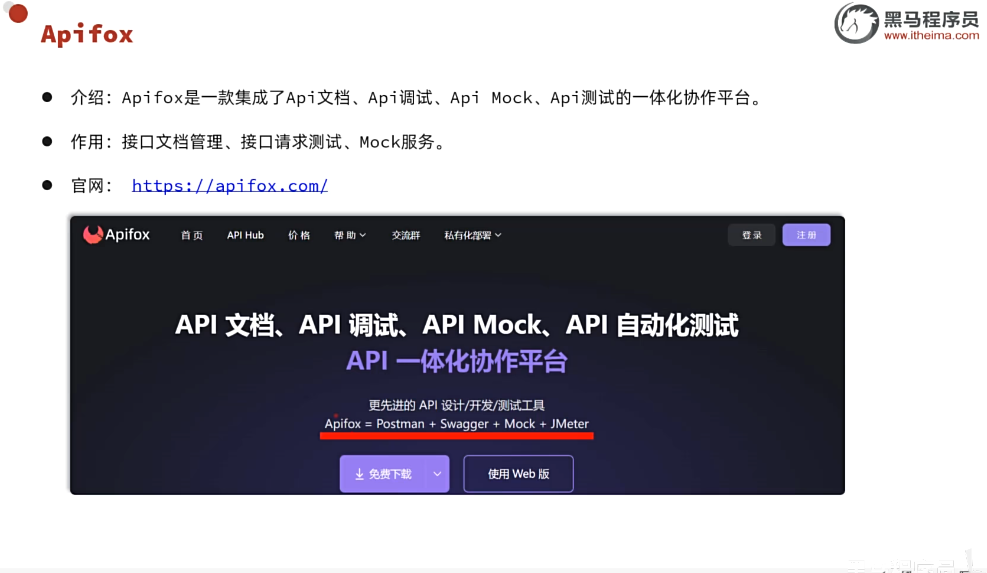 Apifox
黑马程序员
www.itheima.com
介绍：Apifox是一款集成了Api文档、Api调试、Api Mock、Api测试的一体化协作平台。
作用：接口文档管理、接口请求测试、Mock服务。
官网： https://apifox.com/
Apifox 首页 API Hub 价格 帮助 交流群 私有化部署 登录 注册
API 文档、API 调试、API Mock、API 自动化测试
API 一体化协作平台
更先进的 API 设计/开发/测试工具
Apifox = Postman + Swagger + Mock + JMeter
免费下载 使用 Web 版